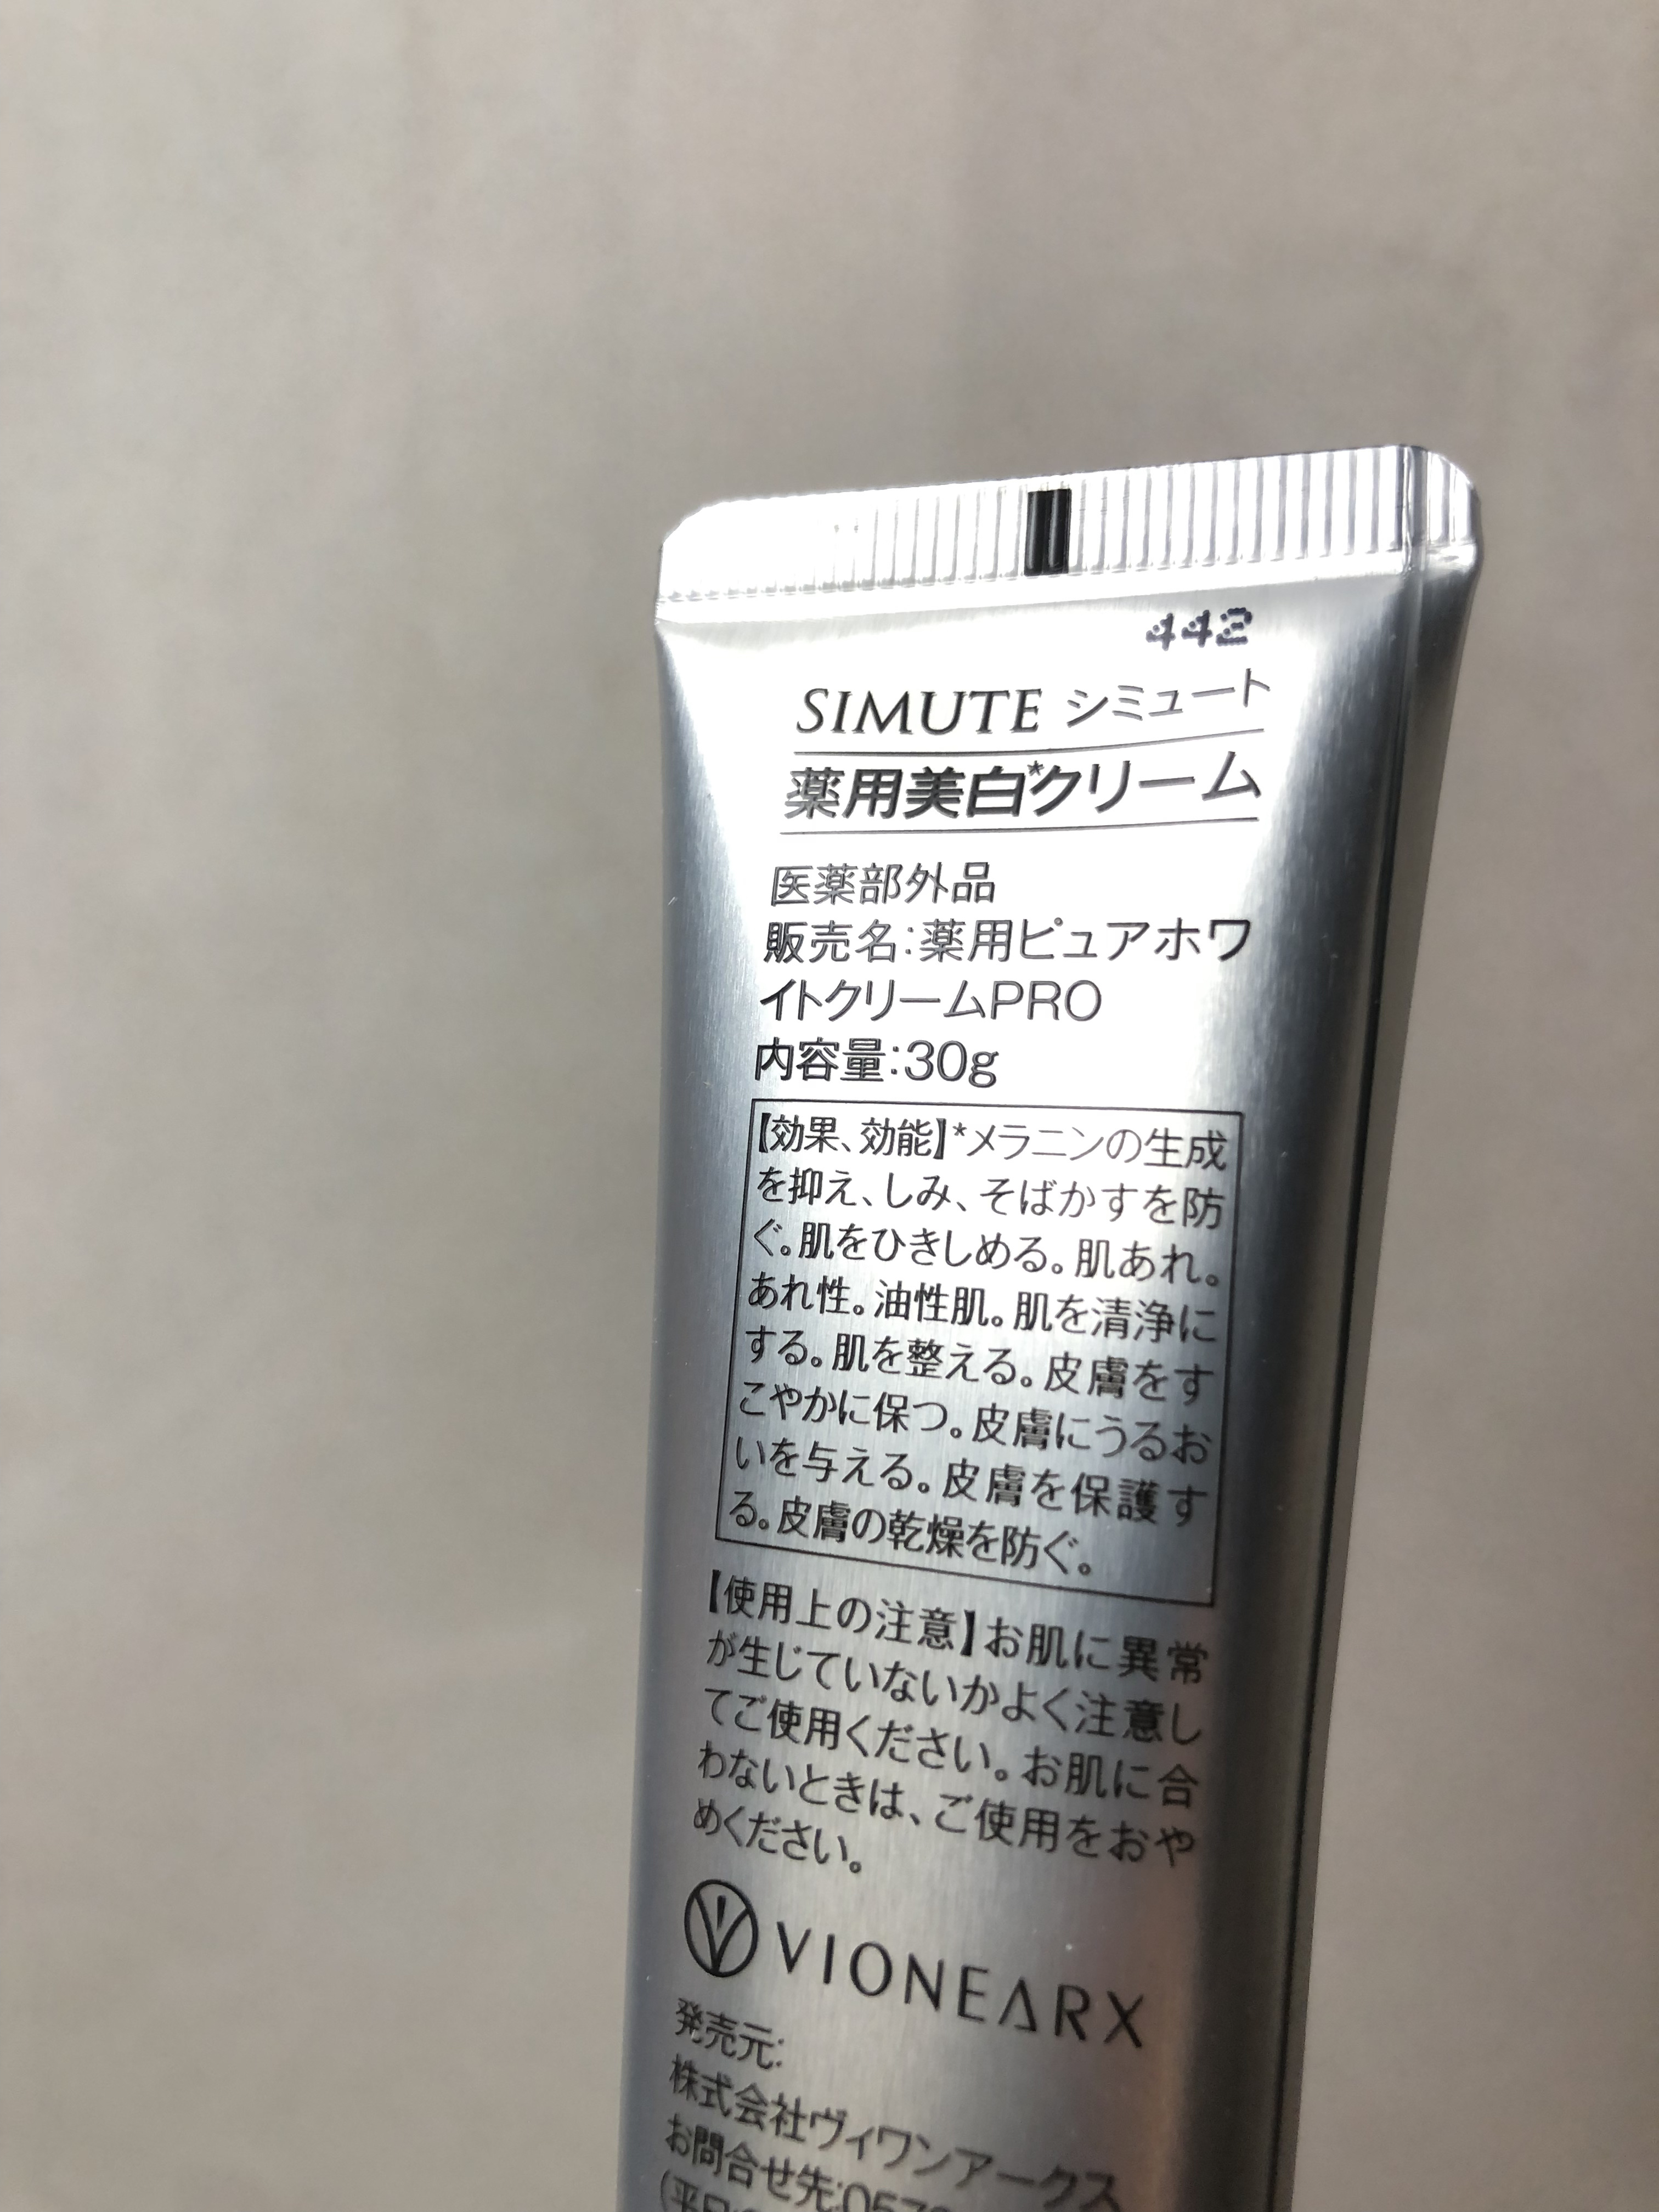 442
SIMUTE シミュート
薬用美白*クリーム
医薬部外品
販売名:薬用ピュアホワ
イトクリームPRO
内容量:30g
【効果、効能】*メラニンの生成
を抑え、しみ、そばかすを防
ぐ。肌をひきしめる。肌あれ。
あれ性。油性肌。肌を清浄に
する。肌を整える。皮膚をす
こやかに保つ。皮膚にうるお
いを与える。皮膚を保護す
る。皮膚の乾燥を防ぐ。
【使用上の注意】お肌に異常
が生じていないかよく注意し
てご使用ください。お肌に合
わないときは、ご使用をおや
めください。
VIONEARX
発売元:
株式会社ヴィワンアークス
お問合せ先:057
(平日: